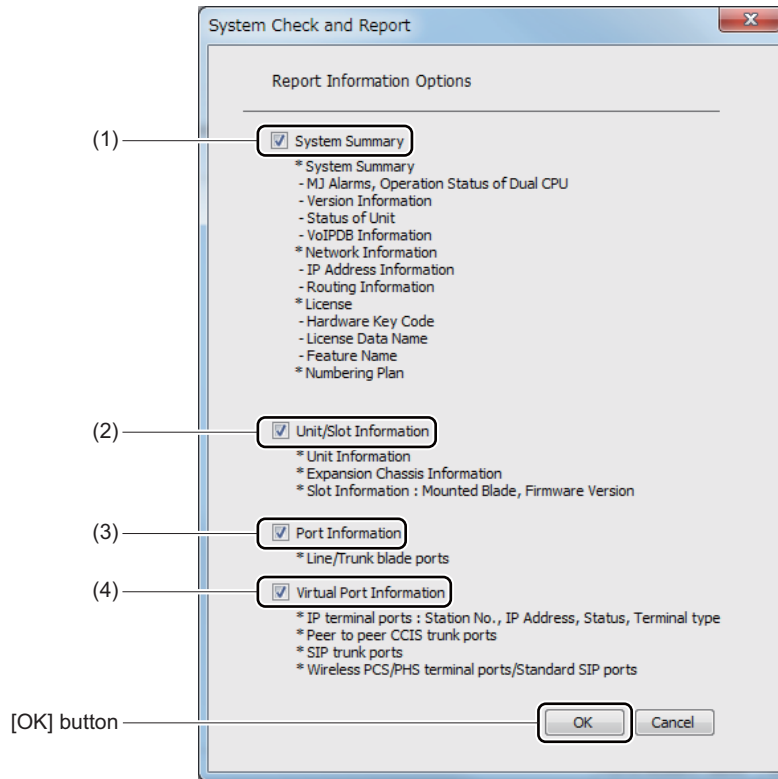 System Check and Report
Report Information Options
(1)
System Summary
* System Summary
- MJ Alarms, Operation Status of Dual CPU
- Version Information
- Status of Unit
- VoIPDB Information
* Network Information
- IP Address Information
- Routing Information
* License
- Hardware Key Code
- License Data Name
- Feature Name
* Numbering Plan
(2)
Unit/Slot Information
* Unit Information
* Expansion Chassis Information
* Slot Information : Mounted Blade, Firmware Version
(3)
Port Information
* Line/Trunk blade ports
(4)
Virtual Port Information
* IP terminal ports : Station No., IP Address, Status, Terminal type
* Peer to peer CCIS trunk ports
* SIP trunk ports
* Wireless PCS/PHS terminal ports/Standard SIP ports
[OK] button
OK
Cancel